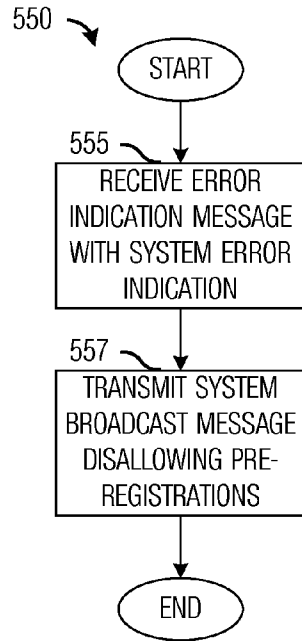 550
START
555
RECEIVE ERROR
INDICATION MESSAGE
WITH SYSTEM ERROR
INDICATION
557
TRANSMIT SYSTEM
BROADCAST MESSAGE
DISALLOWING PRE-
REGISTRATIONS
END